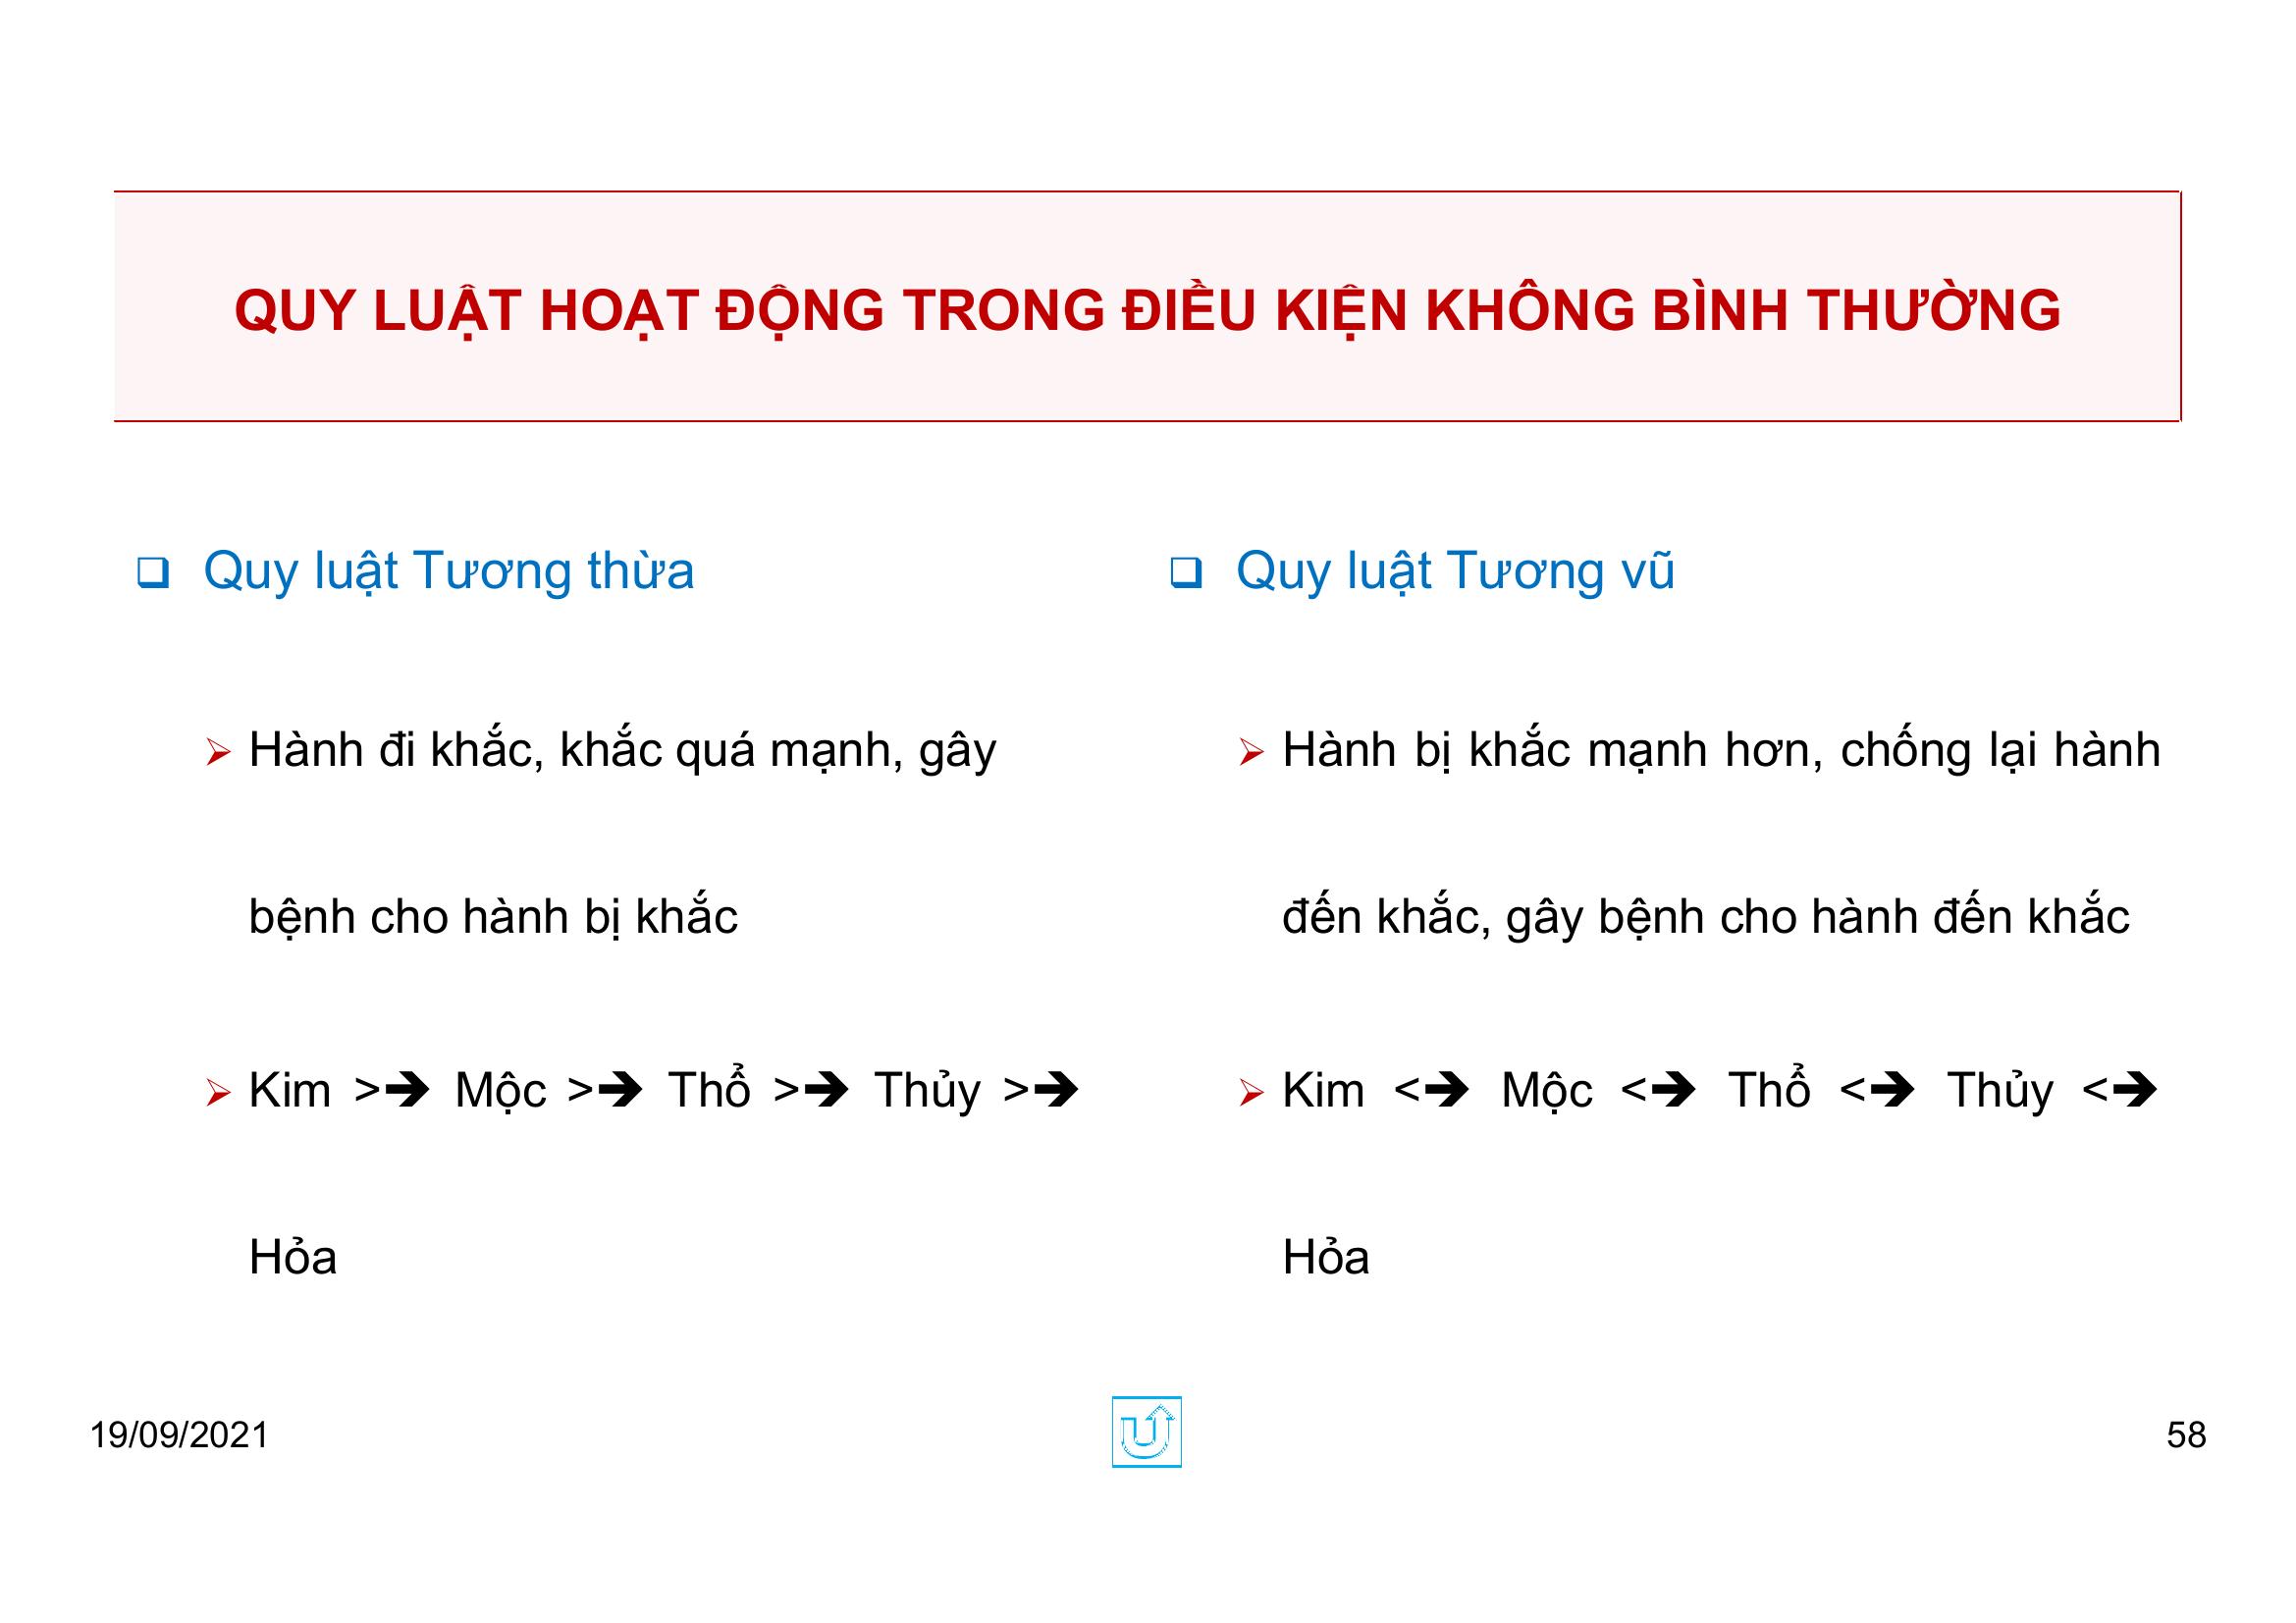 QUY LUẬT HOẠT ĐỘNG TRONG ĐIỀU KIỆN KHÔNG BÌNH THƯỜNG
❑ Quy luật Tương thừa
➢ Hành đi khắc, khắc quá mạnh, gây
bệnh cho hành bị khắc
➢ Kim >➔ Mộc >➔ Thổ >➔ Thủy >➔
Hỏa
❑ Quy luật Tương vũ
➢ Hành bị khắc mạnh hơn, chống lại hành
đến khắc, gây bệnh cho hành đến khắc
➢ Kim <➔ Mộc <➔ Thổ <➔ Thủy <➔
Hỏa
19/09/2021
U
58